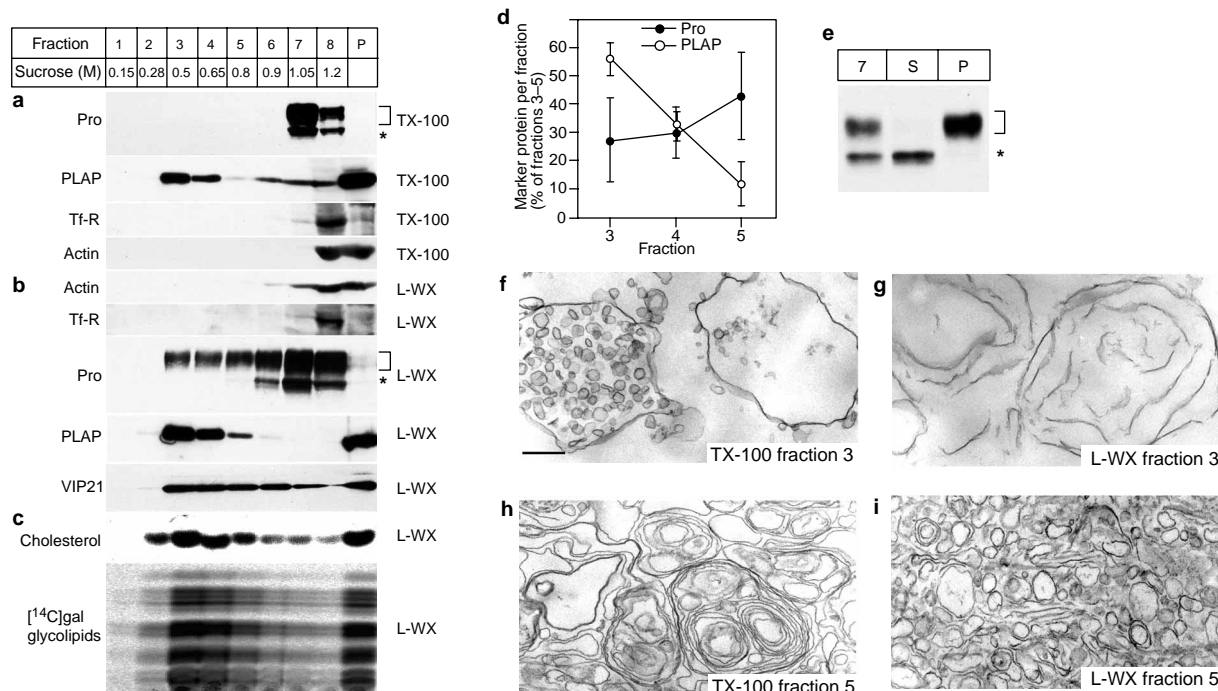 Fraction 1 2 3 4 5 6 7 8 P
Sucrose (M) 0.15 0.28 0.5 0.65 0.8 0.9 1.05 1.2
a
Pro TX-100
*
PLAP TX-100
Tf-R TX-100
Actin TX-100
b
Actin L-WX
Tf-R L-WX
Pro L-WX
*
PLAP L-WX
VIP21 L-WX
c
Cholesterol L-WX
[14C]gal
glycolipids L-WX
d
Pro
PLAP
Marker protein per fraction
(% of fractions 3–5)
60
50
40
30
20
10
0
3 4 5
Fraction
e
7 S P
*
f
TX-100 fraction 3
g
L-WX fraction 3
h
TX-100 fraction 5
i
L-WX fraction 5